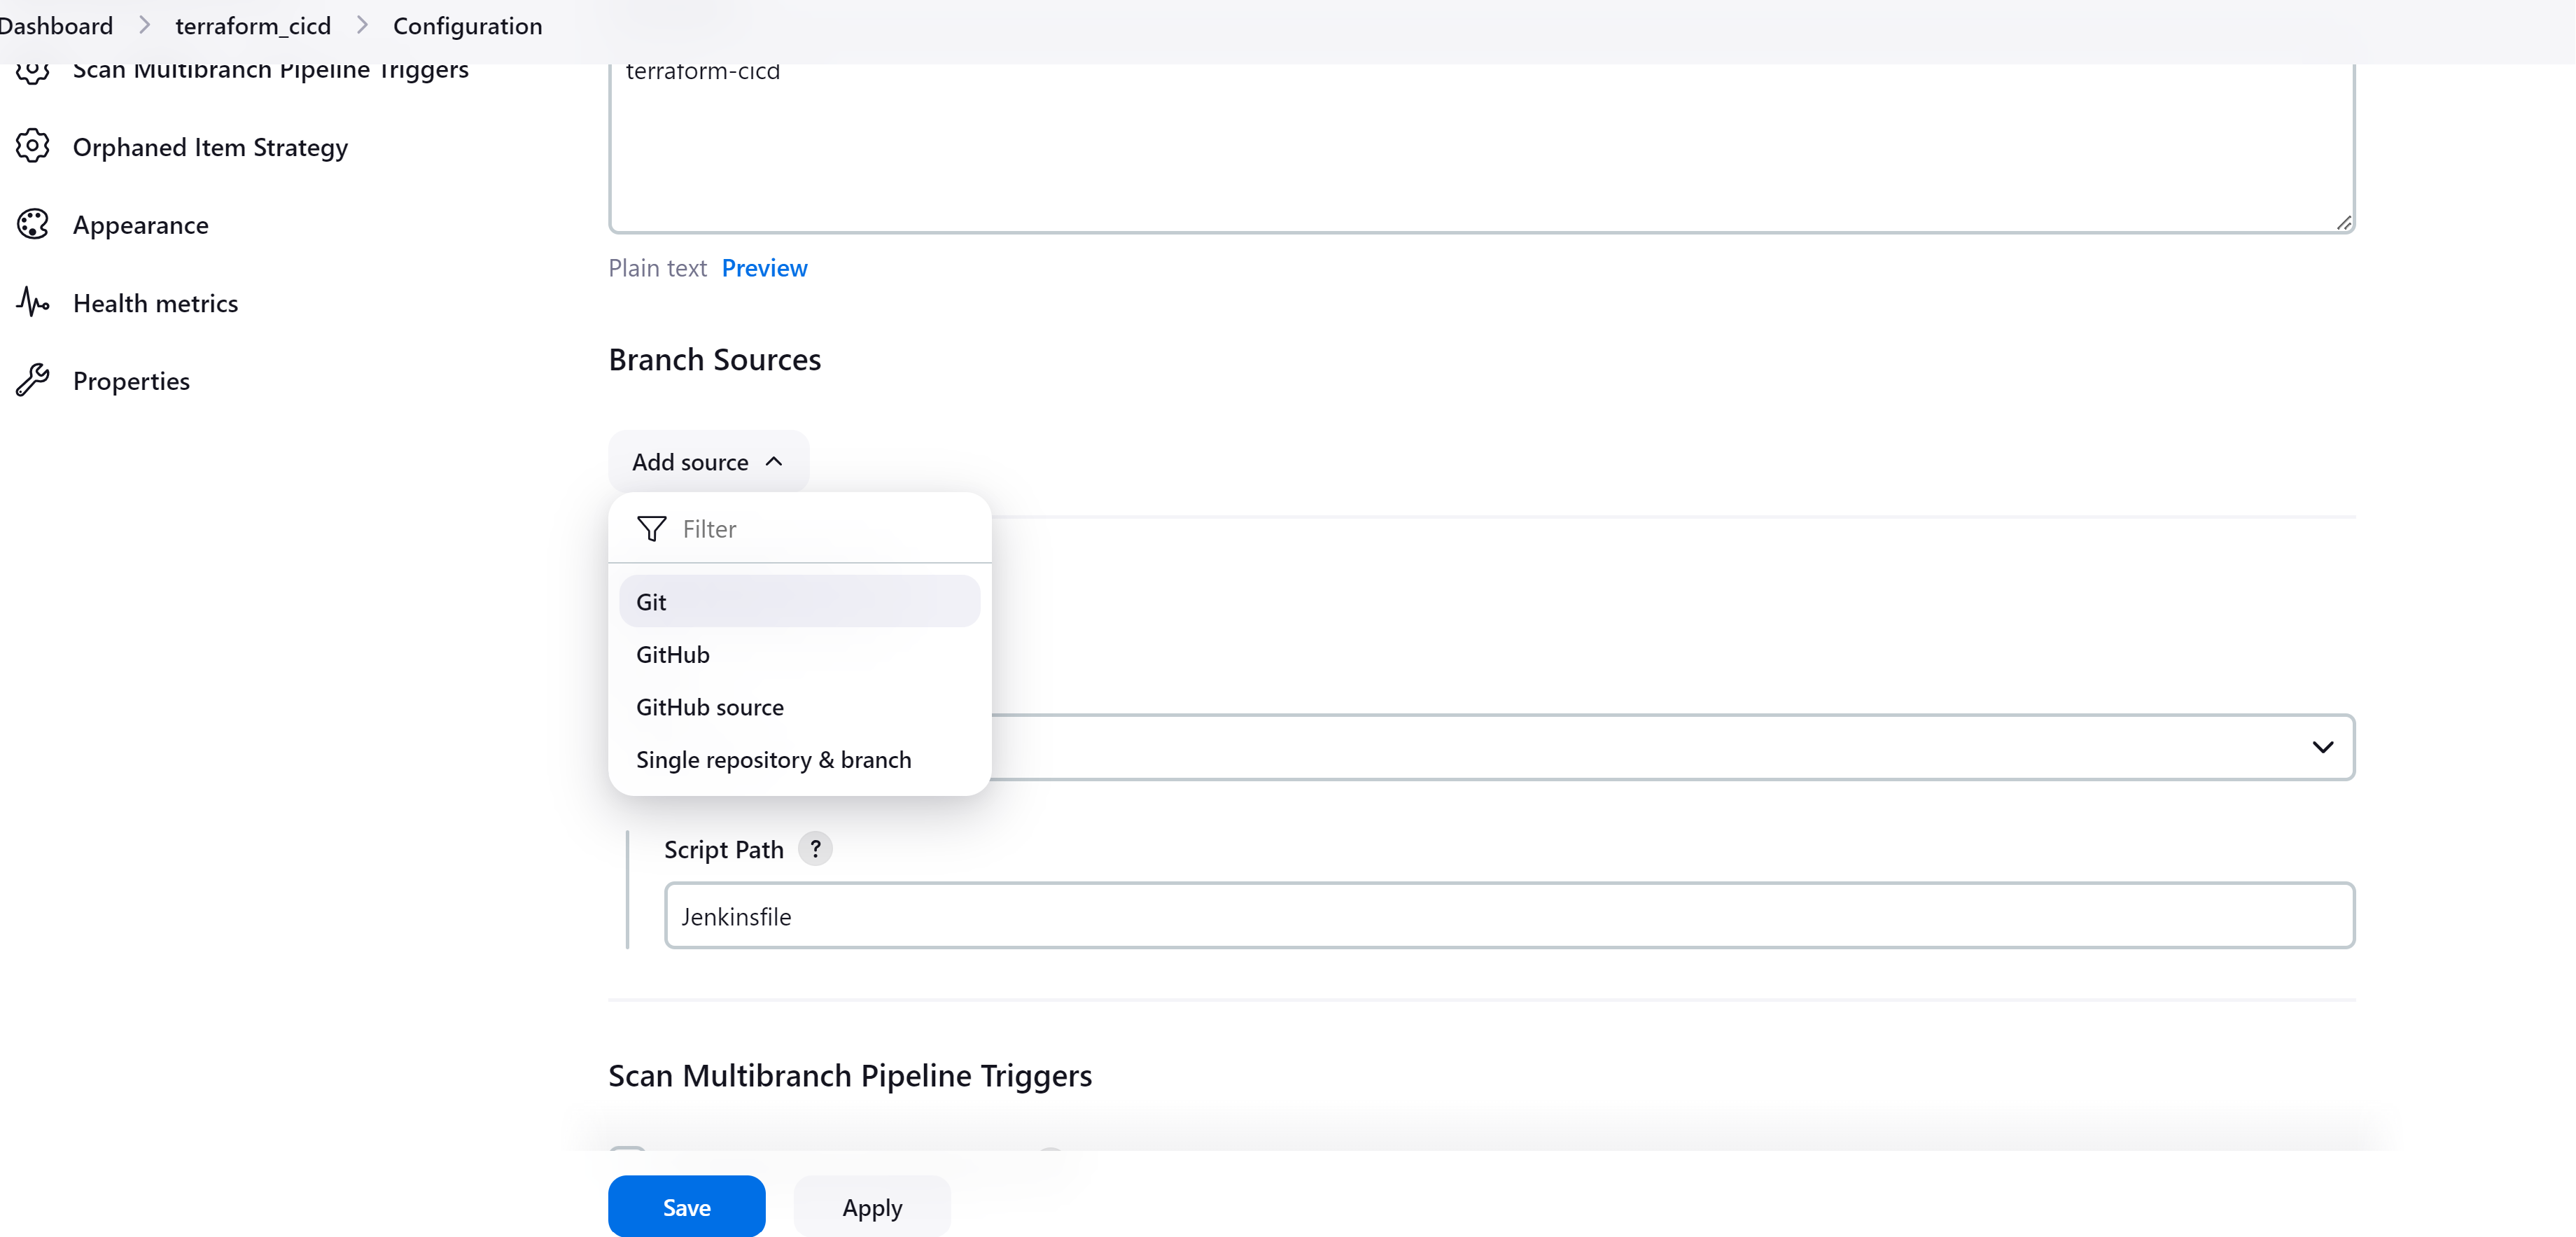 Dashboard > terraform_cicd > Configuration
Scan Multibranch Pipeline Triggers
Orphaned Item Strategy
Appearance
Health metrics
Properties
terraform-cicd
Plain text Preview
Branch Sources
Add source
Filter
Git
GitHub
GitHub source
Single repository & branch
Script Path ?
Jenkinsfile
Scan Multibranch Pipeline Triggers
Save Apply